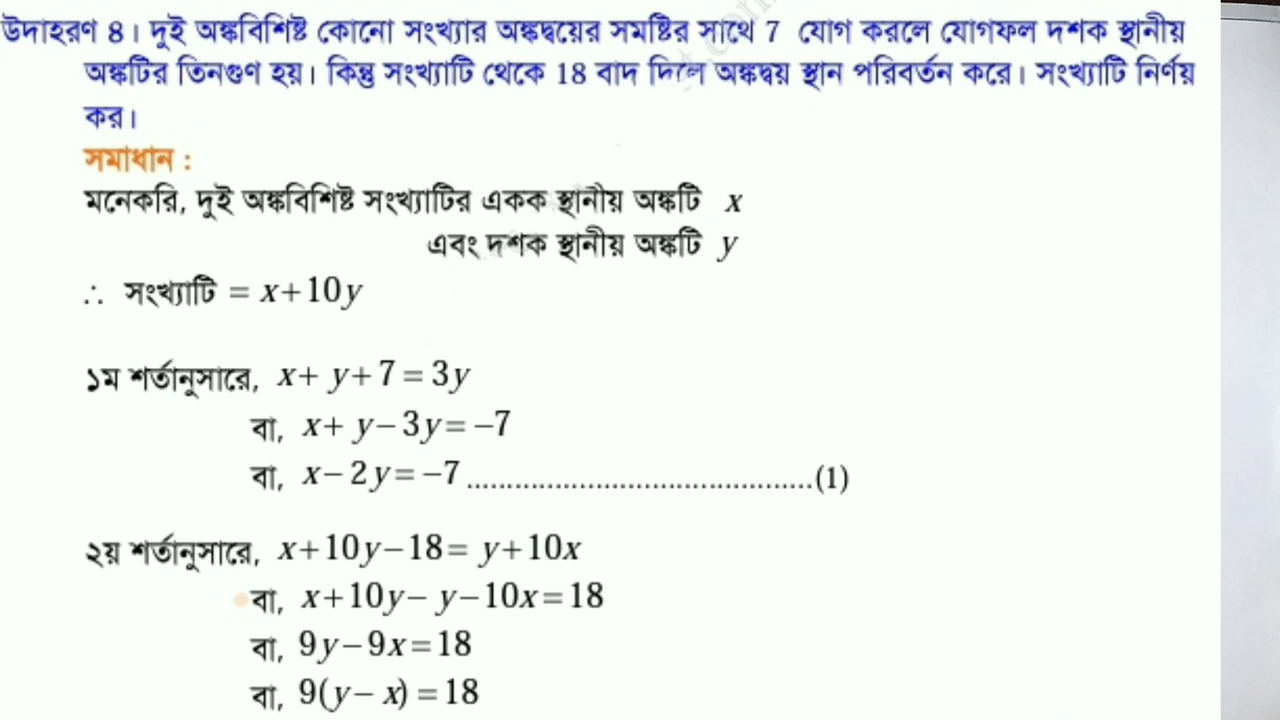 উদাহরণ 4। দুই অঙ্কবিশিষ্ট কোনো সংখ্যার অঙ্কদ্বয়ের সমষ্টির সাথে 7 যোগ করলে যোগফল দশক স্থানীয়
অঙ্কটির তিনগুণ হয়। কিন্তু সংখ্যাটি থেকে 18 বাদ দিলে অঙ্কদ্বয় স্থান পরিবর্তন করে। সংখ্যাটি নির্ণয়
কর।
সমাধান :
মনেকরি, দুই অঙ্কবিশিষ্ট সংখ্যাটির একক স্থানীয় অঙ্কটি x
এবং দশক স্থানীয় অঙ্কটি y
∴ সংখ্যাটি = x+10y
১ম শর্তানুসারে, x+ y+7=3y
বা, x+ y−3y=−7
বা, x−2y=−7 ...........................................(1)
২য় শর্তানুসারে, x+10y−18= y+10x
বা, x+10y− y−10x=18
বা, 9y−9x=18
বা, 9(y− x)=18